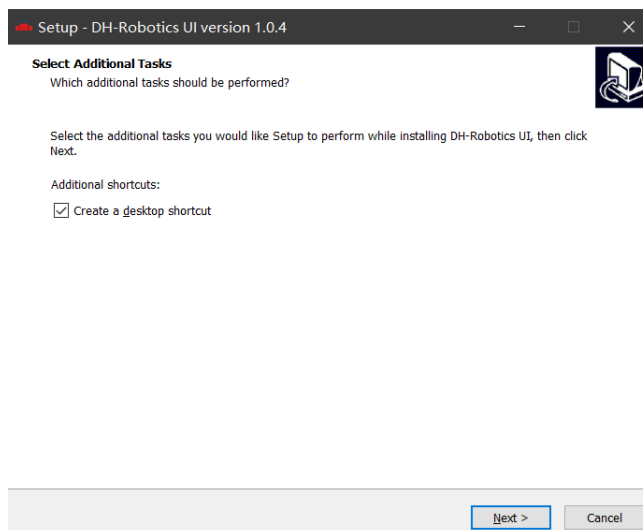 Setup - DH-Robotics UI version 1.0.4
Select Additional Tasks
Which additional tasks should be performed?
Select the additional tasks you would like Setup to perform while installing DH-Robotics UI, then click
Next.
Additional shortcuts:
Create a desktop shortcut
Next >
Cancel